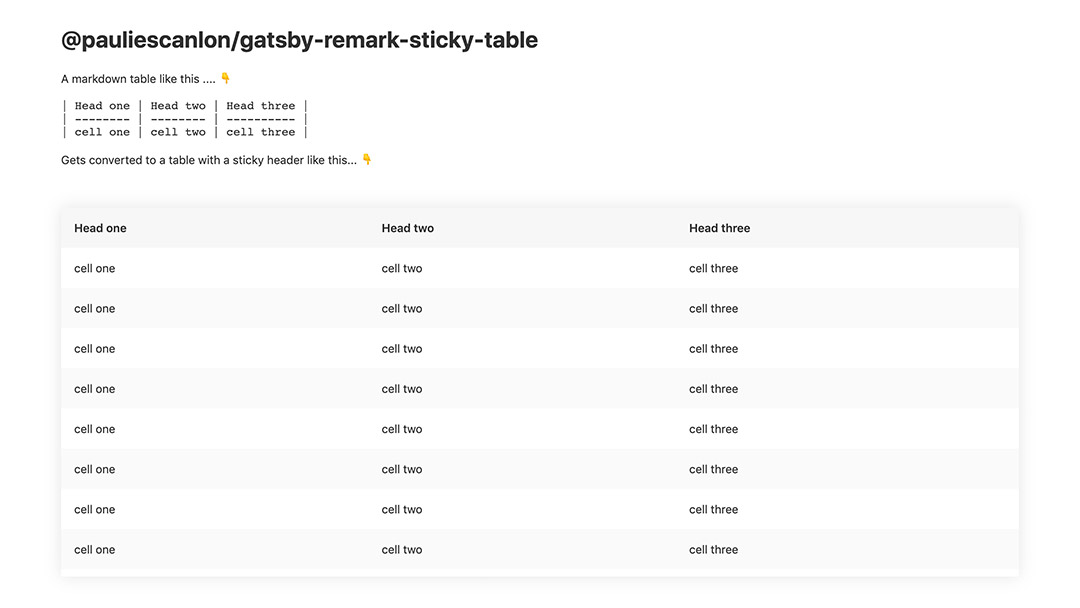 @pauliescanlon/gatsby-remark-sticky-table
A markdown table like this .... 👇
| Head one | Head two | Head three |
| -------- | -------- | ---------- |
| cell one | cell two | cell three |
Gets converted to a table with a sticky header like this... 👇
Head one Head two Head three
cell one cell two cell three
cell one cell two cell three
cell one cell two cell three
cell one cell two cell three
cell one cell two cell three
cell one cell two cell three
cell one cell two cell three
cell one cell two cell three